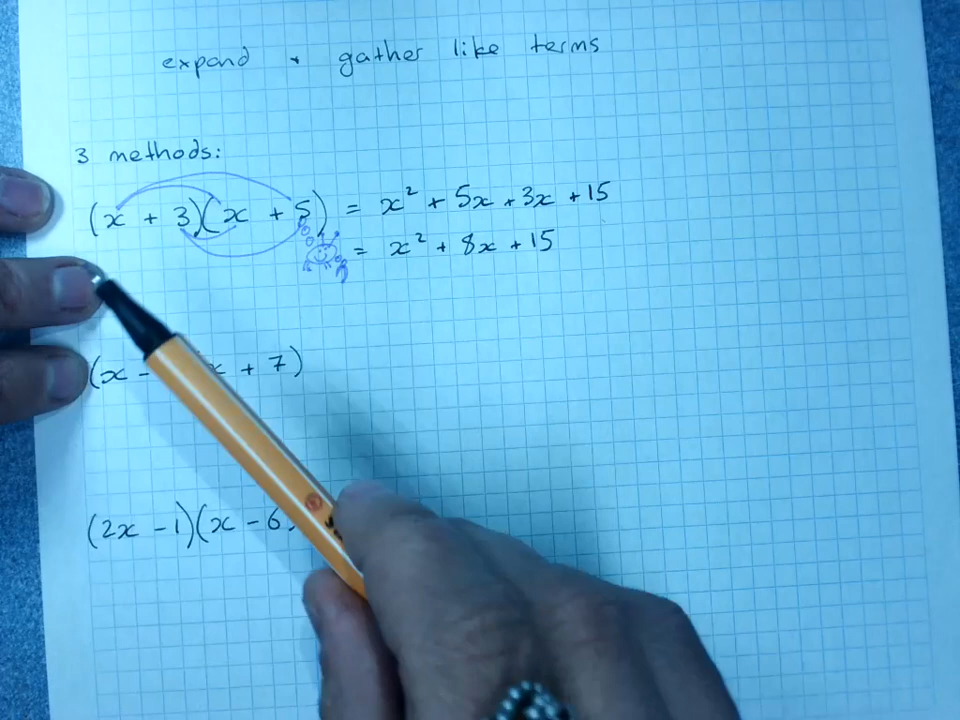 expand + gather like terms
3 methods:
(x + 3)(x + 5) = x² + 5x + 3x + 15
= x² + 8x + 15
(x - x + 7)
(2x - 1)(x - 6